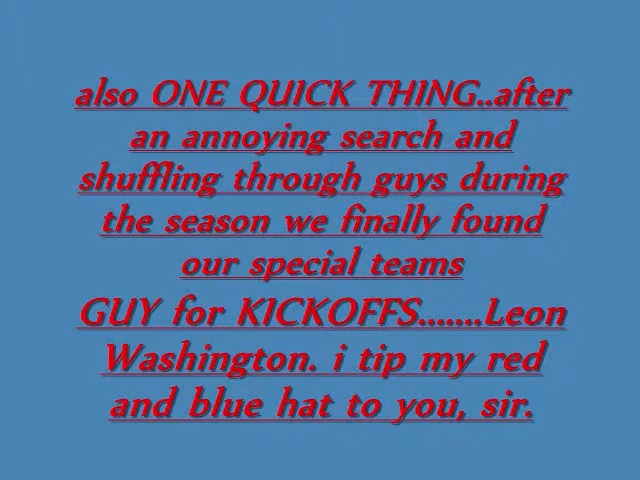 also ONE QUICK THING..after
an annoying search and
shuffling through guys during
the season we finally found
our special teams
GUY for KICKOFFS.......Leon
Washington. i tip my red
and blue hat to you, sir.